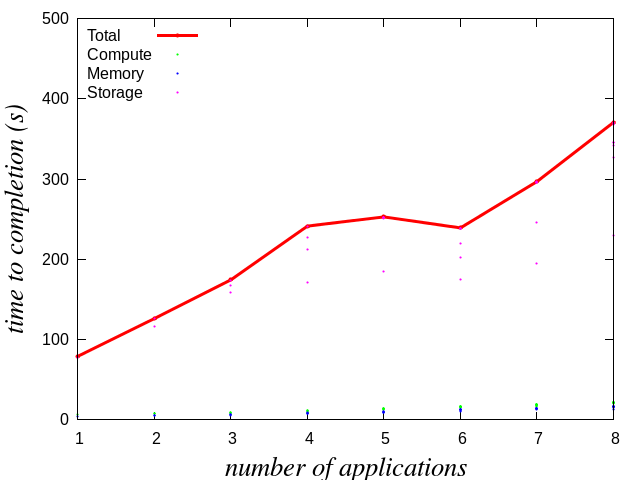 500
400
300
200
100
0
time to completion (s)
Total
Compute
Memory
Storage
1 2 3 4 5 6 7 8
number of applications